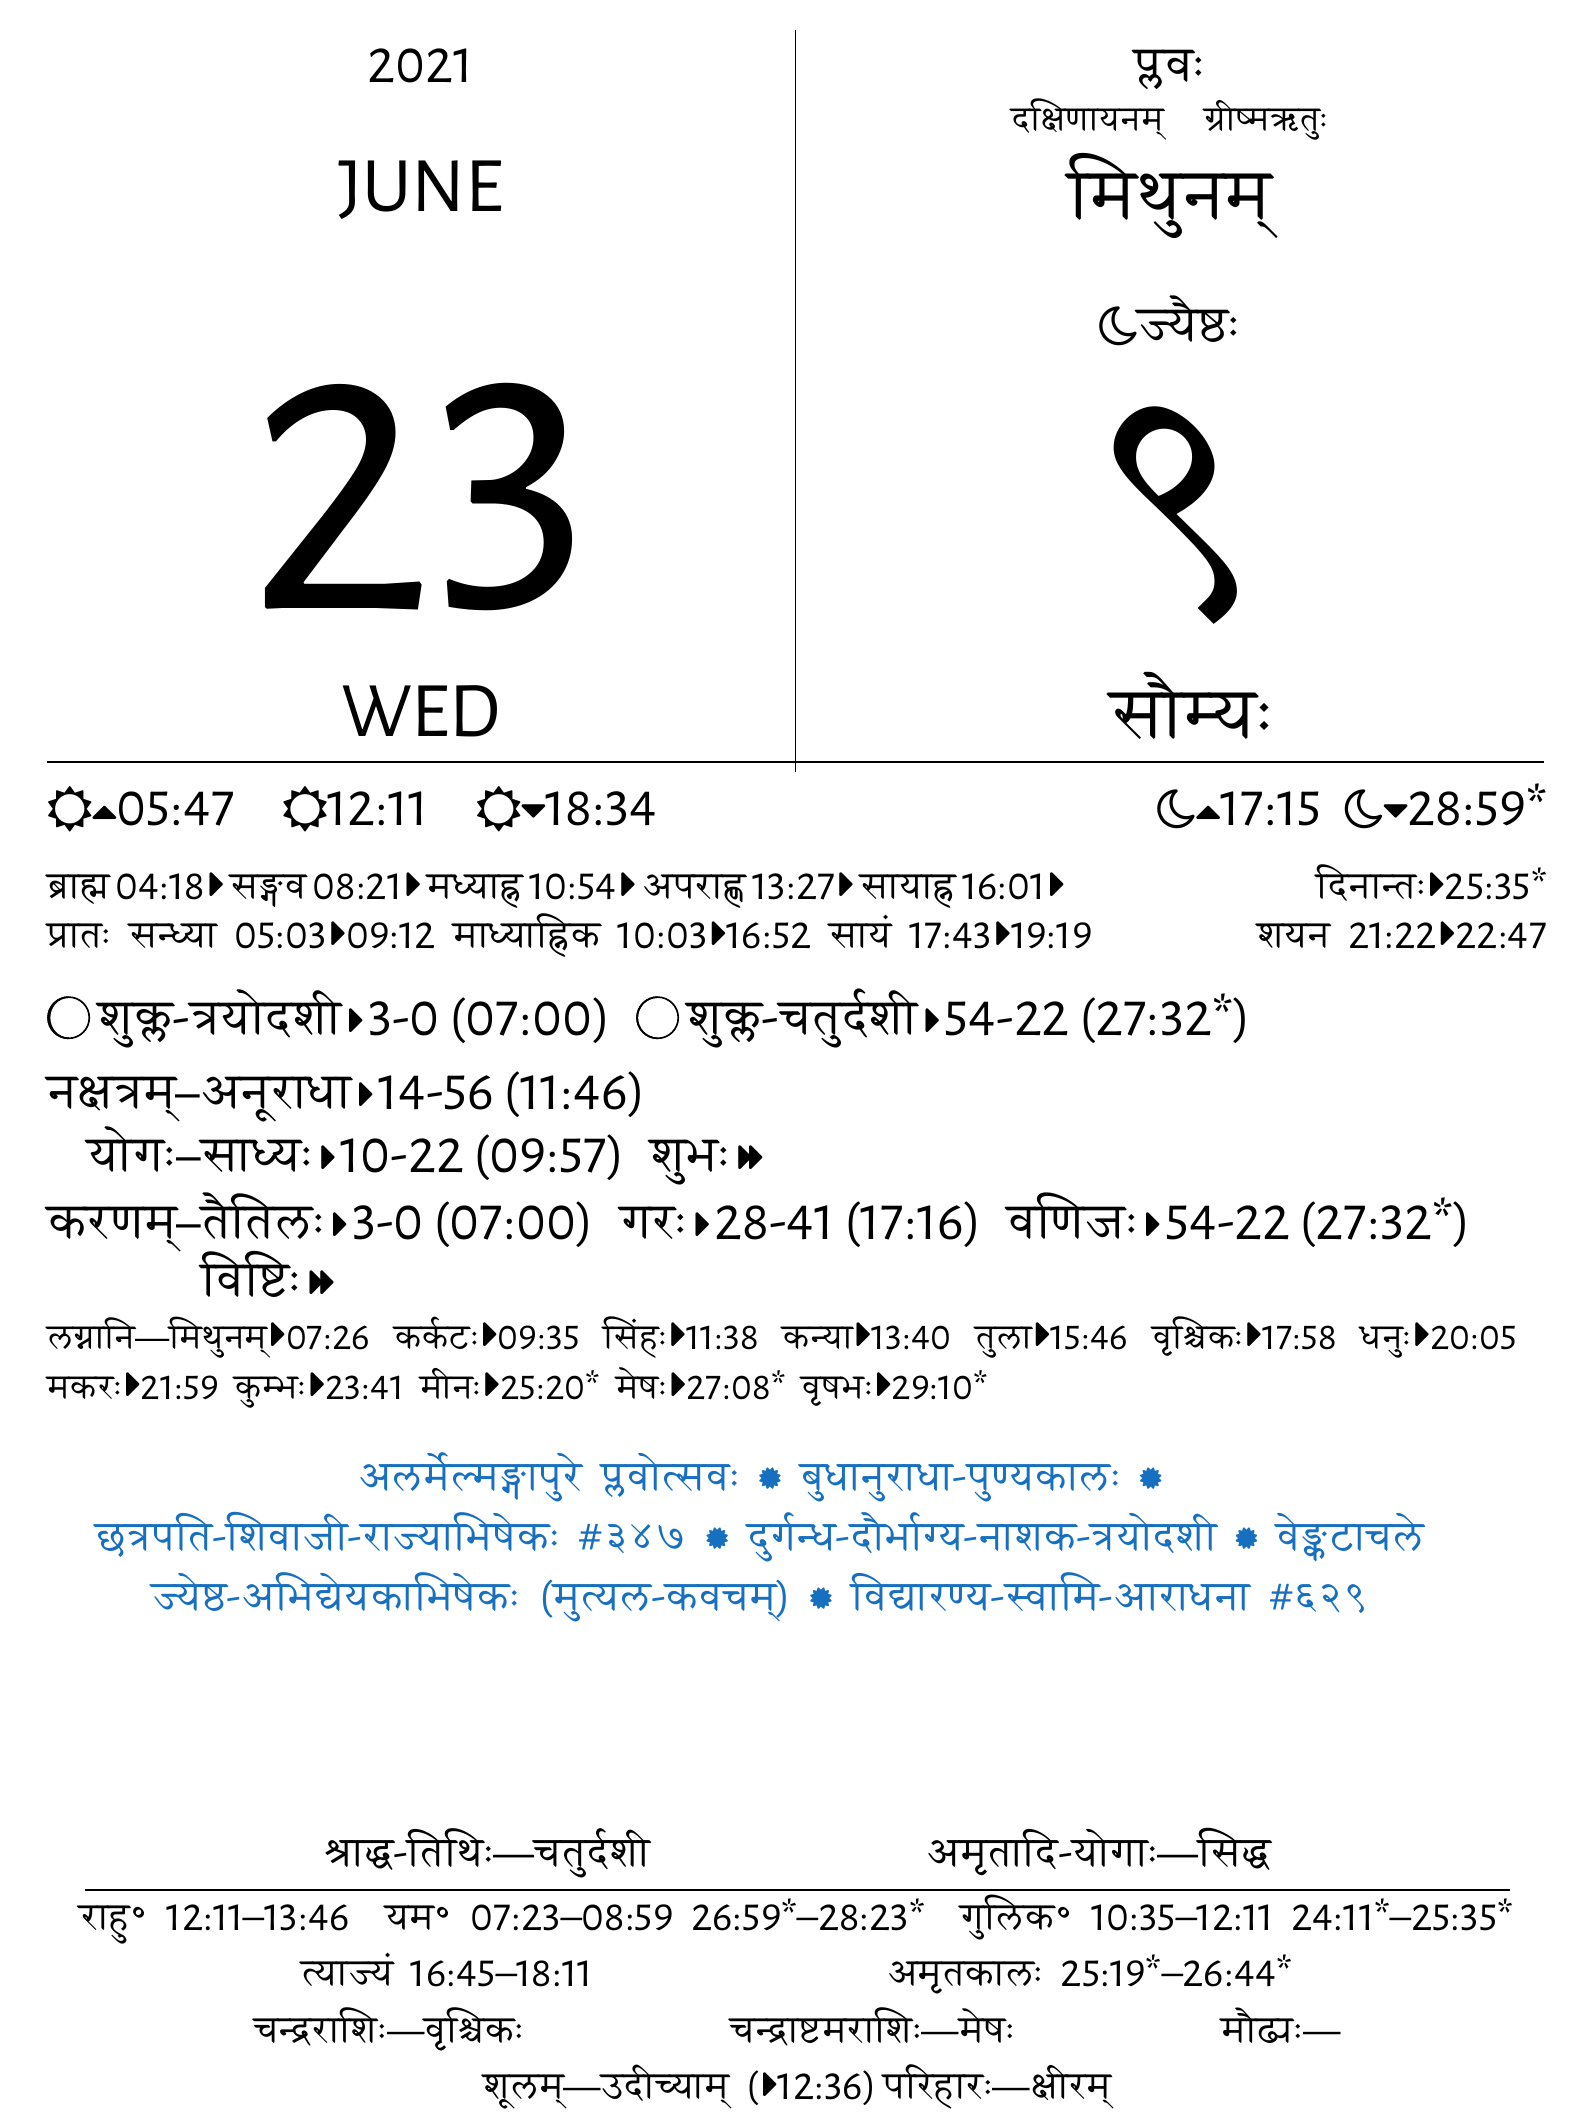 2021
JUNE
23
WED
प्लवः
दक्षिणायनम् ग्रीष्मऋतुः
मिथुनम्
ज्यैष्ठः
९
सौम्यः
05:47 12:11 18:34 17:15 28:59*
ब्राह्म 04:18 सङ्गव 08:21 मध्याह्न 10:54 अपराह्ण 13:27 सायाह्न 16:01 दिनान्तः 25:35*
प्रातः सन्ध्या 05:03 09:12 माध्याह्निक 10:03 16:52 सायं 17:43 19:19 शयन 21:22 22:47
शुक्ल-त्रयोदशी 3-0 (07:00) शुक्ल-चतुर्दशी 54-22 (27:32*)
नक्षत्रम्–अनूराधा 14-56 (11:46)
योगः–साध्यः 10-22 (09:57) शुभः
करणम्–तैतिलः 3-0 (07:00) गरः 28-41 (17:16) वणिजः 54-22 (27:32*)
विष्टिः
लग्नानि—मिथुनम् 07:26 कर्कटः 09:35 सिंहः 11:38 कन्या 13:40 तुला 15:46 वृश्चिकः 17:58 धनुः 20:05
मकरः 21:59 कुम्भः 23:41 मीनः 25:20* मेषः 27:08* वृषभः 29:10*
अलर्मेल्मङ्गापुरे प्लवोत्सवः ✹ बुधानुराधा-पुण्यकालः ✹
छत्रपति-शिवाजी-राज्याभिषेकः #३४७ ✹ दुर्गन्ध-दौर्भाग्य-नाशक-त्रयोदशी ✹ वेङ्कटाचले
ज्येष्ठ-अभिद्येयकाभिषेकः (मुत्यल-कवचम्) ✹ विद्यारण्य-स्वामि-आराधना #६२९
श्राद्ध-तिथिः—चतुर्दशी अमृतादि-योगाः—सिद्ध
राहु॰ 12:11–13:46 यम॰ 07:23–08:59 26:59*–28:23* गुलिक॰ 10:35–12:11 24:11*–25:35*
त्याज्यं 16:45–18:11 अमृतकालः 25:19*–26:44*
चन्द्रराशिः—वृश्चिकः चन्द्राष्टमराशिः—मेषः मौढ्यः—
शूलम्—उदीच्याम् (12:36) परिहारः—क्षीरम्